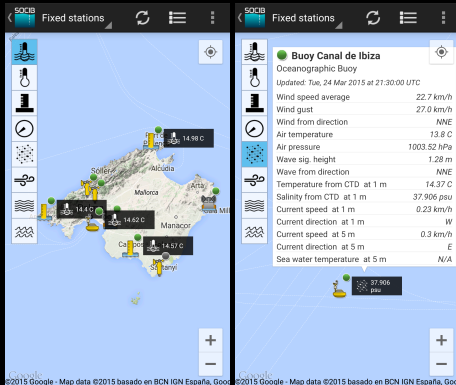 SOCIB
Fixed stations
14.98 C
Sóller
Alcúdia
Mallorca
Artà
Manacor
14.4 C
14.62 C
14.57 C
Santanyí
+
−
Google
©2015 Google - Map data ©2015 basado en BCN IGN España, Goo
SOCIB
Fixed stations
Buoy Canal de Ibiza
Oceanographic Buoy
Updated: Tue, 24 Mar 2015 at 21:30:00 UTC
Wind speed average 22.7 km/h
Wind gust 27.0 km/h
Wind from direction NNE
Air temperature 13.8 C
Air pressure 1003.52 hPa
Wave sig. height 1.28 m
Wave from direction NNE
Temperature from CTD at 1 m 14.37 C
Salinity from CTD at 1 m 37.906 psu
Current speed at 1 m 0.23 km/h
Current direction at 1 m W
Current speed at 5 m 0.3 km/h
Current direction at 5 m E
Sea water temperature at 5 m N/A
37.906
psu
+
−
Google
©2015 Google - Map data ©2015 basado en BCN IGN España, Goo